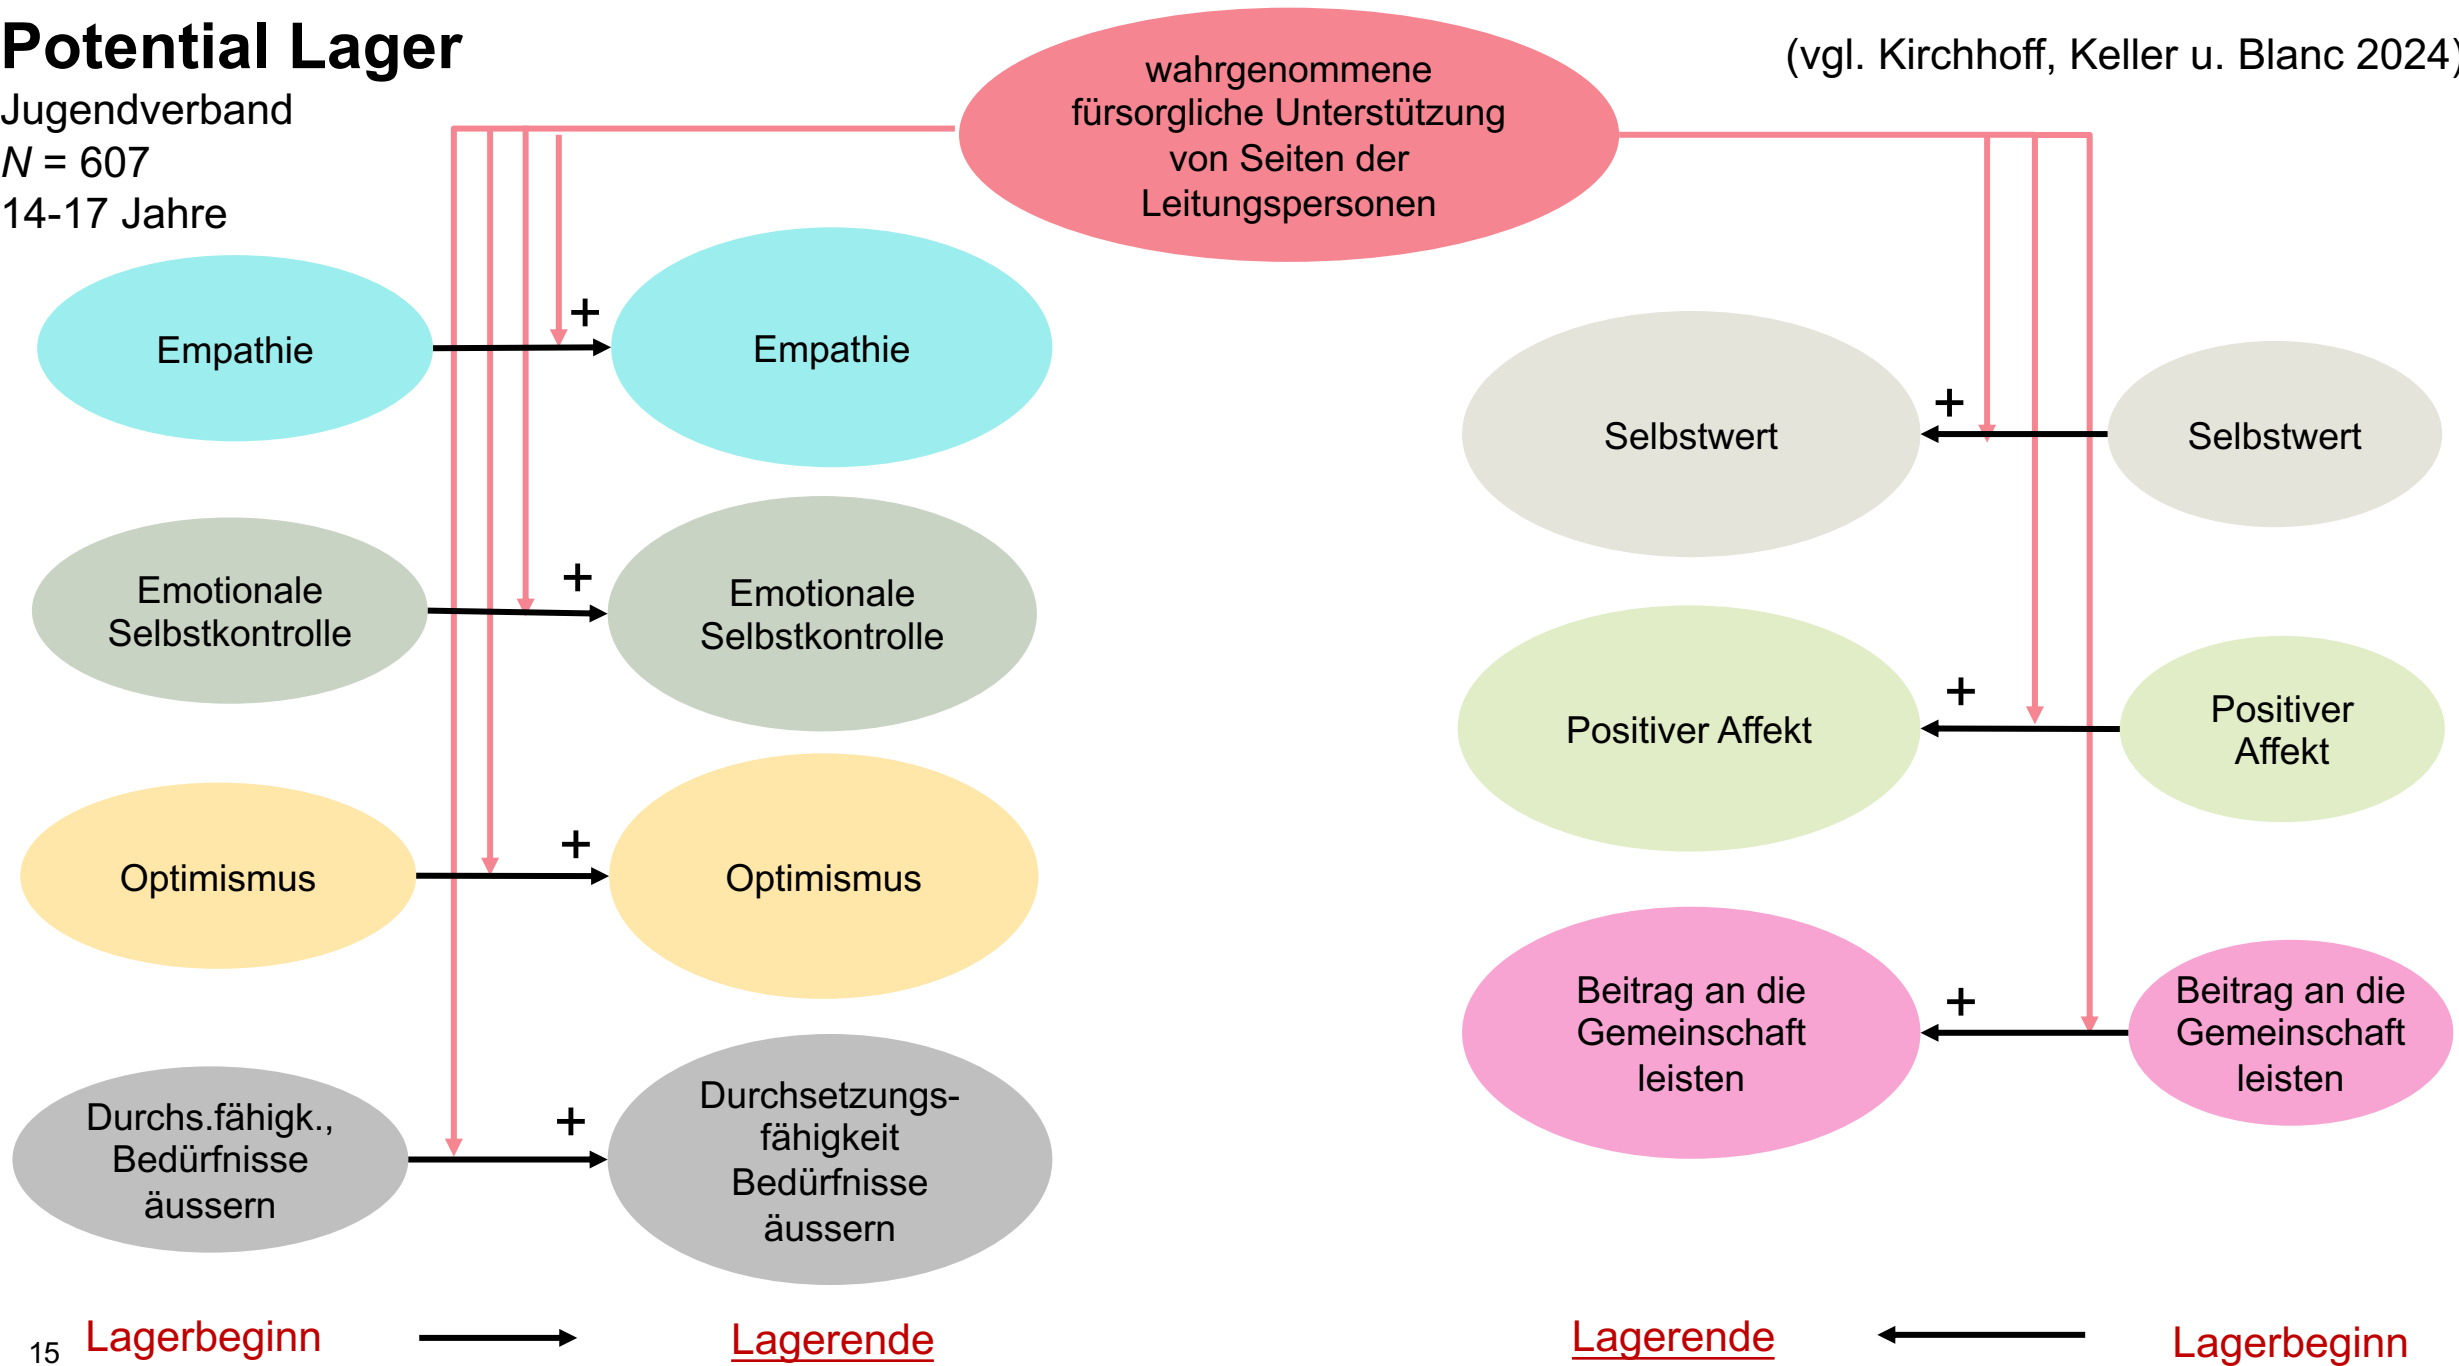 Potential Lager
Jugendverband
N = 607
14-17 Jahre
wahrgenommene
fürsorgliche Unterstützung
von Seiten der
Leitungspersonen
(vgl. Kirchhoff, Keller u. Blanc 2024)
Empathie
+
Empathie
Emotionale
Selbstkontrolle
+
Emotionale
Selbstkontrolle
Optimismus
+
Optimismus
Durchs.fähigk.,
Bedürfnisse
äussern
+
Durchsetzungs-
fähigkeit
Bedürfnisse
äussern
Selbstwert
+
Selbstwert
Positiver Affekt
+
Positiver
Affekt
Beitrag an die
Gemeinschaft
leisten
+
Beitrag an die
Gemeinschaft
leisten
15
Lagerbeginn
Lagerende
Lagerende
Lagerbeginn